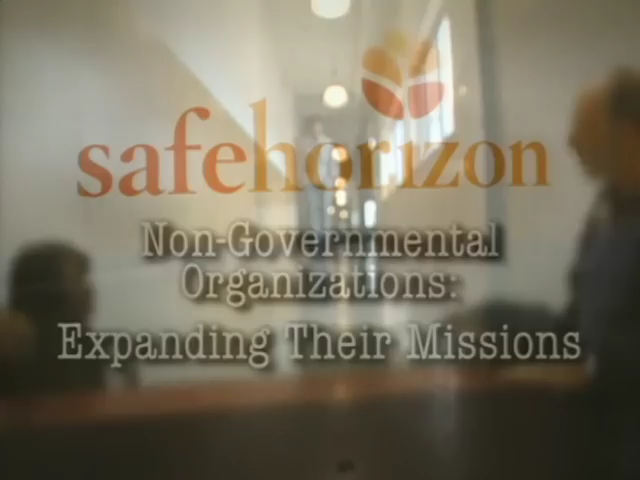 safehorizon
Non-Governmental
Organizations:
Expanding Their Missions